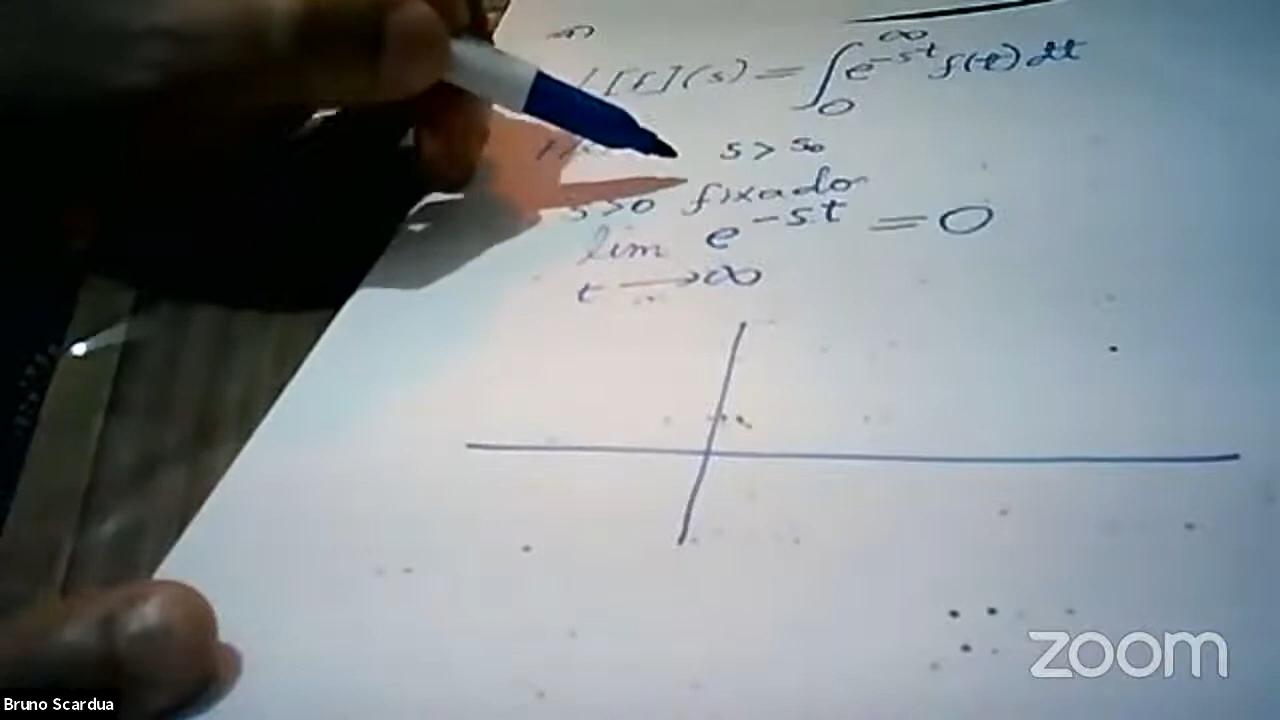 L[f](s) = ∫₀^∞ e^{-st} f(t) dt
s > s₀
s > 0 fixado
lim e^{-st} = 0
t → ∞
zoom
Bruno Scardua